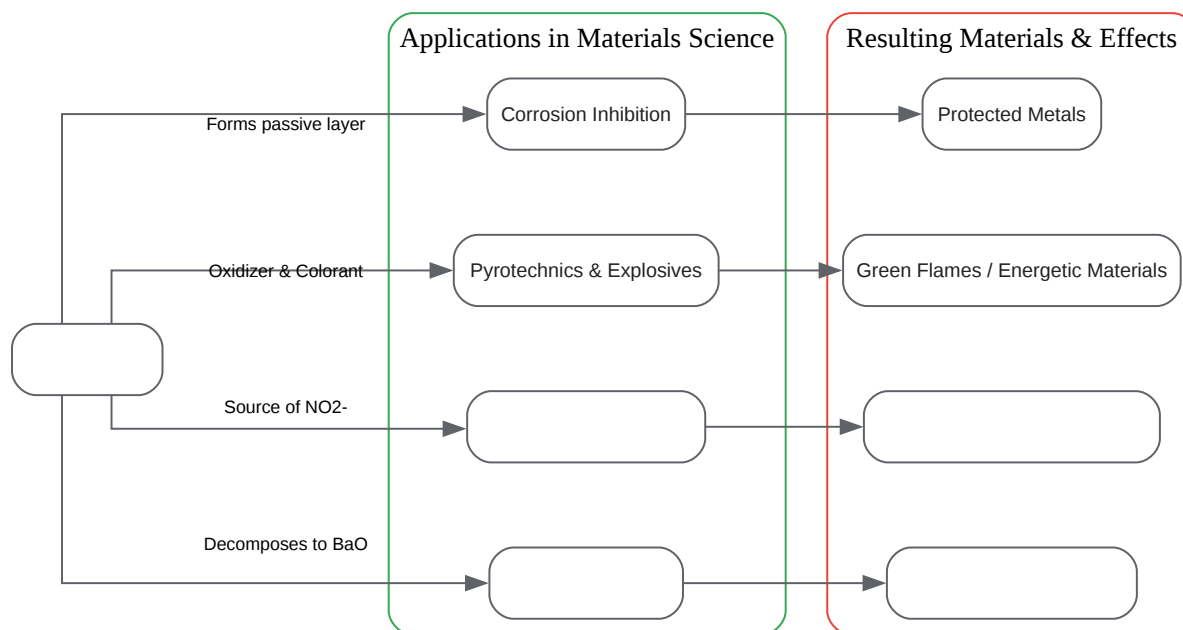 Applications in Materials Science
Resulting Materials & Effects
Forms passive layer
Corrosion Inhibition
Protected Metals
Oxidizer & Colorant
Pyrotechnics & Explosives
Green Flames / Energetic Materials
Source of NO2-
Decomposes to BaO